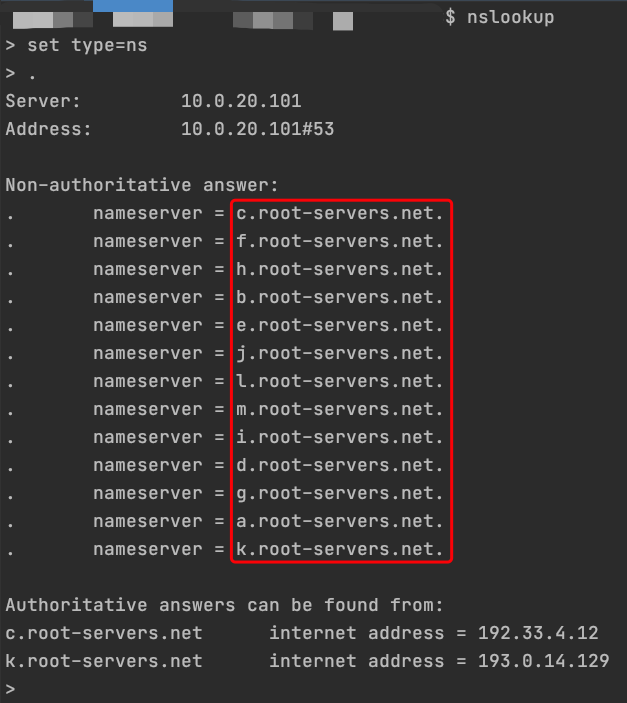 $ nslookup
> set type=ns
> .
Server:         10.0.20.101
Address:        10.0.20.101#53
Non-authoritative answer:
.       nameserver = c.root-servers.net.
.       nameserver = f.root-servers.net.
.       nameserver = h.root-servers.net.
.       nameserver = b.root-servers.net.
.       nameserver = e.root-servers.net.
.       nameserver = j.root-servers.net.
.       nameserver = l.root-servers.net.
.       nameserver = m.root-servers.net.
.       nameserver = i.root-servers.net.
.       nameserver = d.root-servers.net.
.       nameserver = g.root-servers.net.
.       nameserver = a.root-servers.net.
.       nameserver = k.root-servers.net.
Authoritative answers can be found from:
c.root-servers.net      internet address = 192.33.4.12
k.root-servers.net      internet address = 193.0.14.129
>